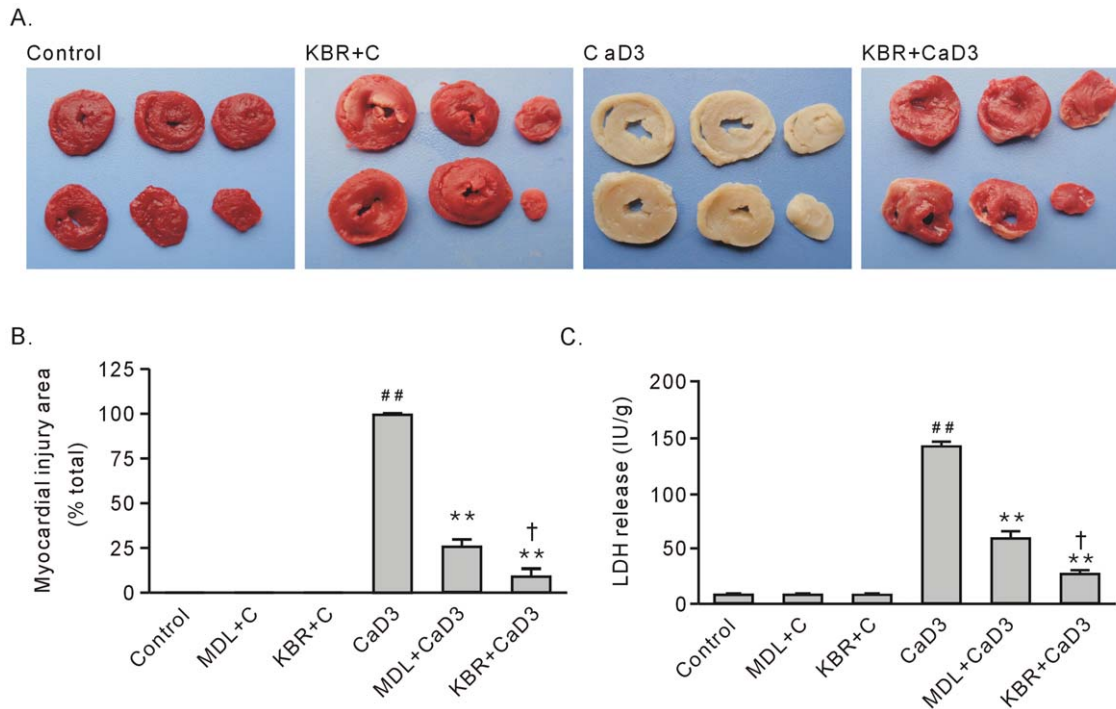 A.
Control
KBR+C
CaD3
KBR+CaD3
B.
Myocardial injury area
(% total)
125
100
75
50
25
0
##
**
†
**
Control
MDL+C
KBR+C
CaD3
MDL+CaD3
KBR+CaD3
C.
LDH release (IU/g)
200
150
100
50
0
##
**
†
**
Control
MDL+C
KBR+C
CaD3
MDL+CaD3
KBR+CaD3